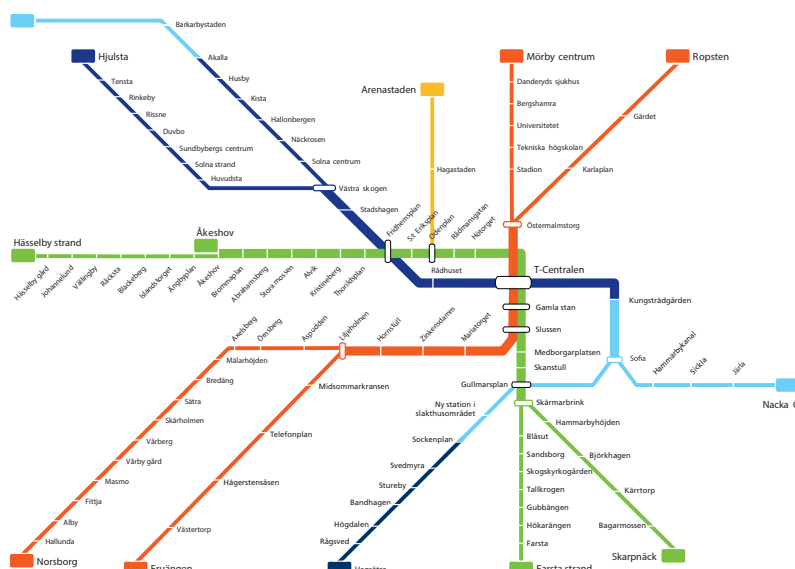 Barkarbystaden
Hjulsta
Akalla
Tensta
Husby
Rinkeby
Kista
Rissne
Hallonbergen
Duvbo
Näckrosen
Sundbybergs centrum
Solna strand
Solna centrum
Huvudsta
Västra skogen
Stadshagen
Arenastaden
Hagastaden
Mörby centrum
Danderyds sjukhus
Bergshamra
Universitetet
Tekniska högskolan
Stadion
Östermalmstorg
Ropsten
Gärdet
Karlaplan
Hässelby strand
Åkeshov
Hässelby gård
Johannelund
Vällingby
Råcksta
Blackeberg
Islandstorget
Ängbyplan
Åkeshov
Brommaplan
Abrahamsberg
Stora mossen
Alvik
Kristineberg
Thorildsplan
Fridhemsplan
S:t Eriksplan
Odenplan
Rådmansgatan
Hötorget
Rådhuset
T-Centralen
Kungsträdgården
Gamla stan
Slussen
Medborgarplatsen
Skanstull
Gullmarsplan
Skärmarbrink
Sofia
Hammarbykanal
Sickla
Järla
Nacka
Axelsberg
Örnsberg
Aspudden
Liljeholmen
Hornstull
Zinkensdamm
Mariatorget
Mälarhöjden
Bredäng
Sätra
Skärholmen
Vårberg
Vårby gård
Masmo
Fittja
Alby
Hallunda
Norsborg
Midsommarkransen
Telefonplan
Hägerstensåsen
Västertorp
Ny station i
slakthusområdet
Sockenplan
Svedmyra
Stureby
Bandhagen
Högdalen
Rågsved
Hammarbyhöjden
Björkhagen
Kärrtorp
Bagarmossen
Skarpnäck
Blåsut
Sandsborg
Skogskyrkogården
Tallkrogen
Gubbängen
Hökarängen
Farsta
Farsta strand